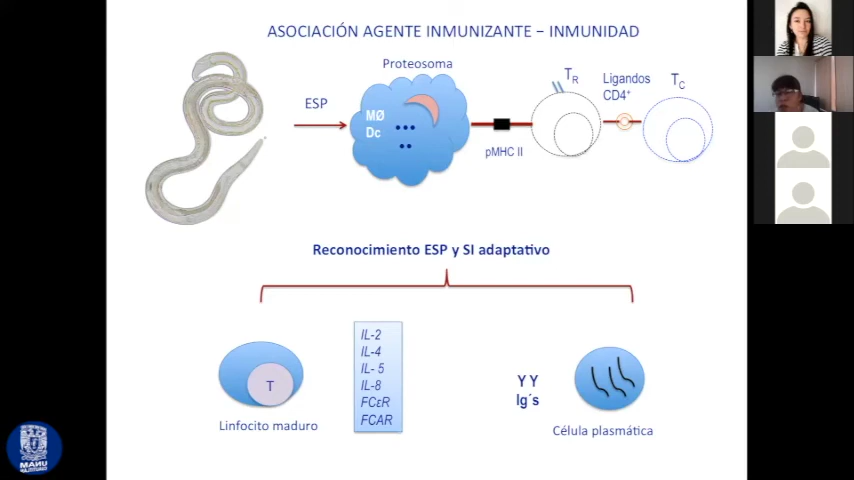 ASOCIACIÓN AGENTE INMUNIZANTE – INMUNIDAD
Proteosoma
ESP
MØ
Dc
pMHC II
TR
Ligandos
CD4⁺
TC
Reconocimiento ESP y SI adaptativo
T
Linfocito maduro
IL-2
IL-4
IL- 5
IL-8
FCεR
FCAR
Y Y
Ig´s
Célula plasmática